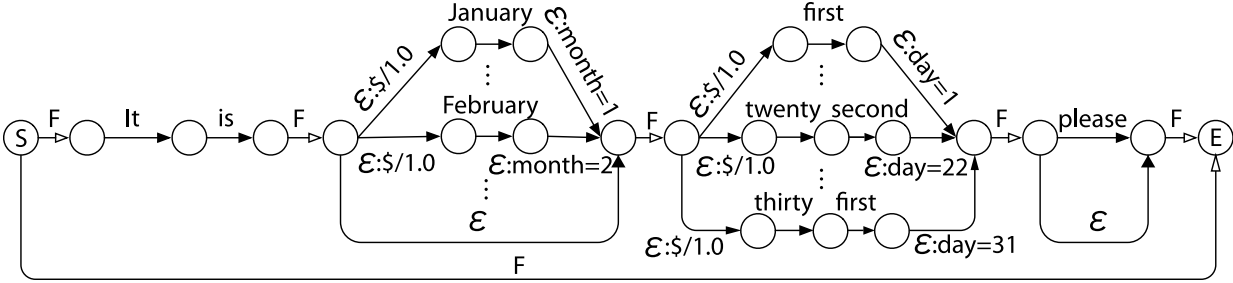 January
first
ε:$/1.0
ε:month=1
ε:$/1.0
ε:day=1
⋮
⋮
February
twenty second
S F It is F F F please F E
ε:$/1.0 ε:month=2
ε:$/1.0 ε:day=22
⋮
⋮
thirty first
ε
ε
ε:$/1.0 ε:day=31
F